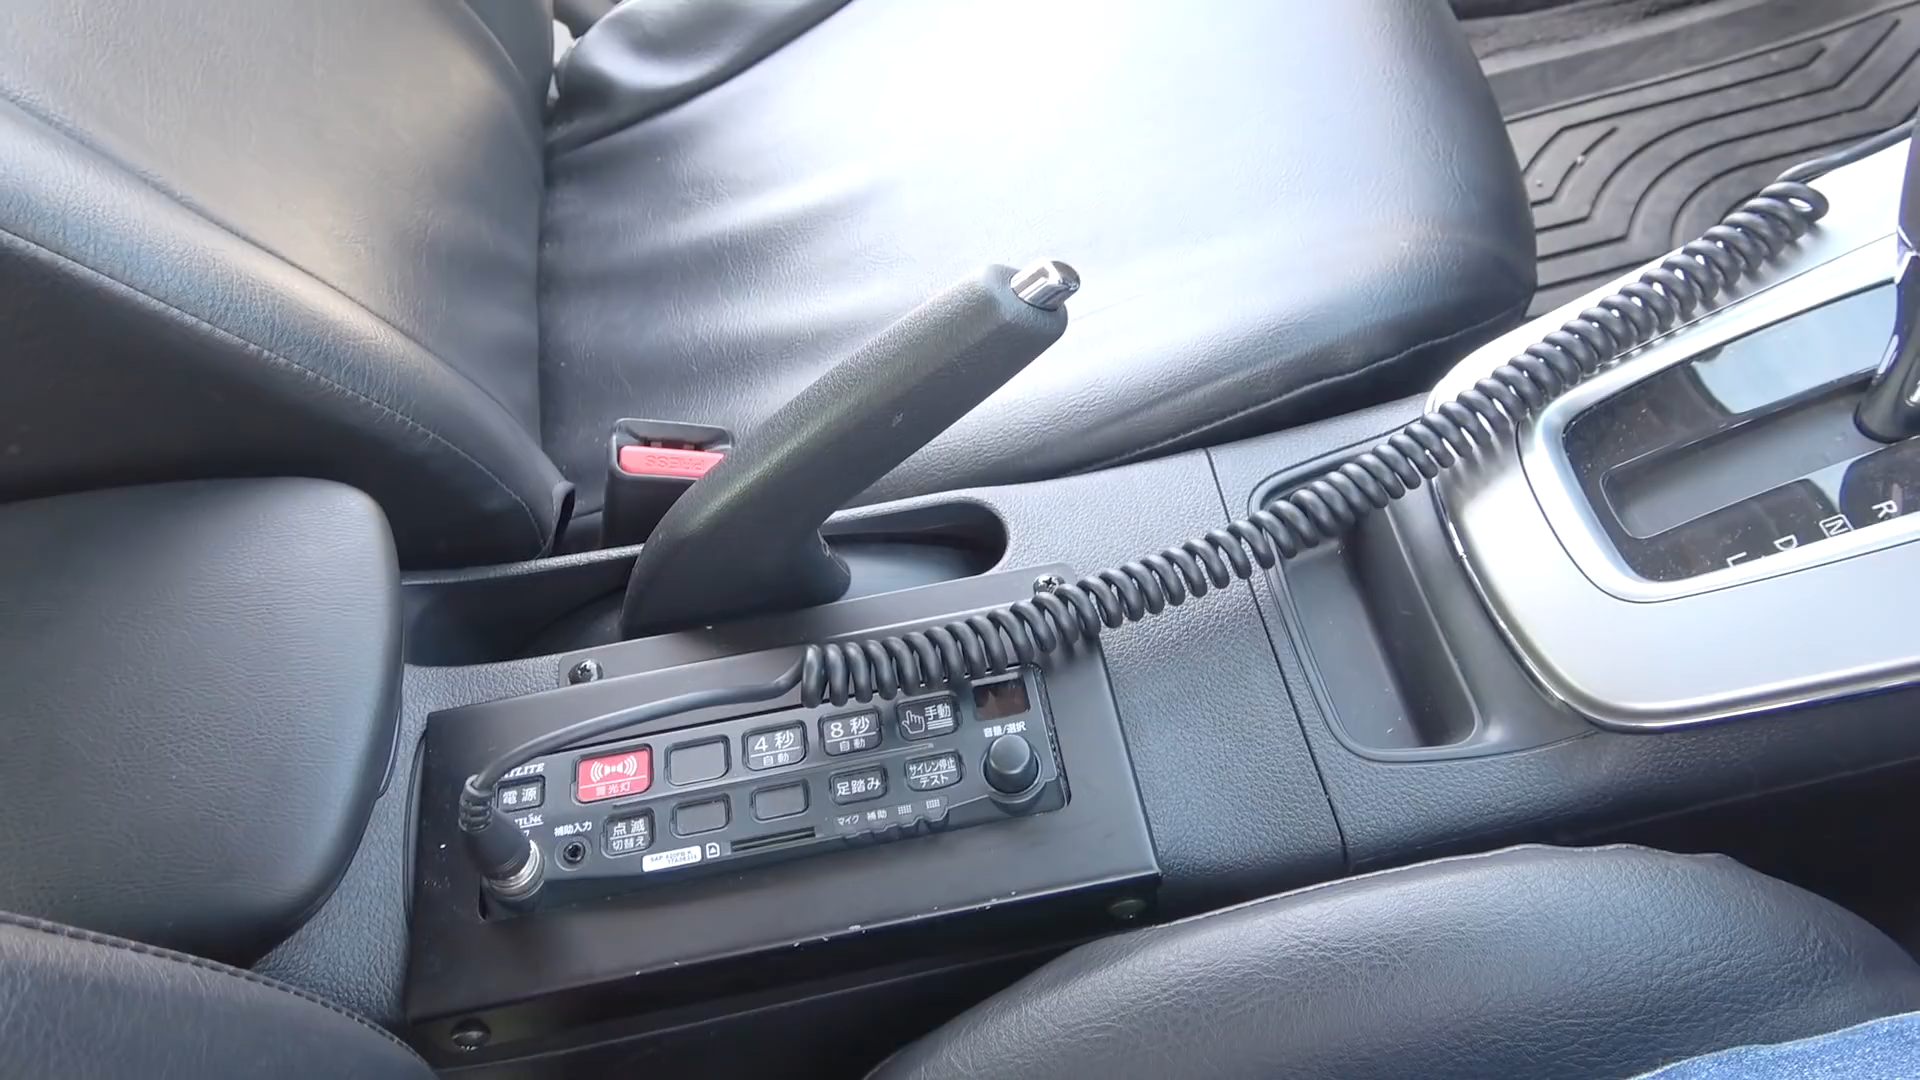 PRESS
電源
警光灯
4秒
自動
8秒
自動
手動
音量/選択
補助入力
点滅
切替え
足踏み
サイレン停止
テスト
マイク
補助
R
N
D
L